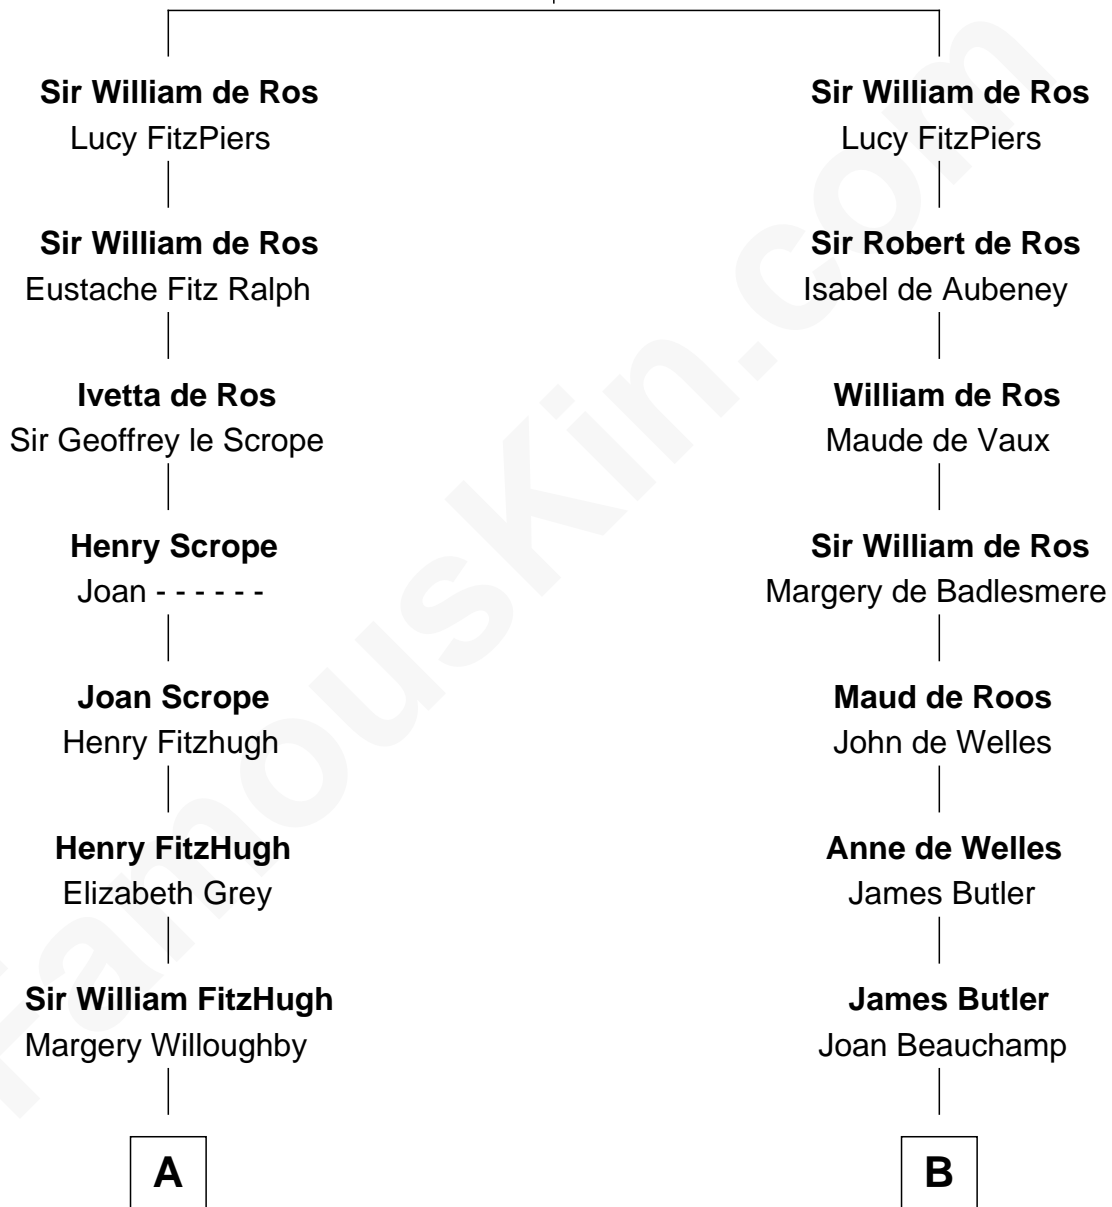 Sir William de Ros
Lucy FitzPiers
Sir William de Ros
Eustache Fitz Ralph
Ivetta de Ros
Sir Geoffrey le Scrope
Henry Scrope
Joan - - - - - -
Joan Scrope
Henry Fitzhugh
Henry FitzHugh
Elizabeth Grey
Sir William FitzHugh
Margery Willoughby
A
Sir William de Ros
Lucy FitzPiers
Sir Robert de Ros
Isabel de Aubeney
William de Ros
Maude de Vaux
Sir William de Ros
Margery de Badlesmere
Maud de Roos
John de Welles
Anne de Welles
James Butler
James Butler
Joan Beauchamp
B
FamousKin.com